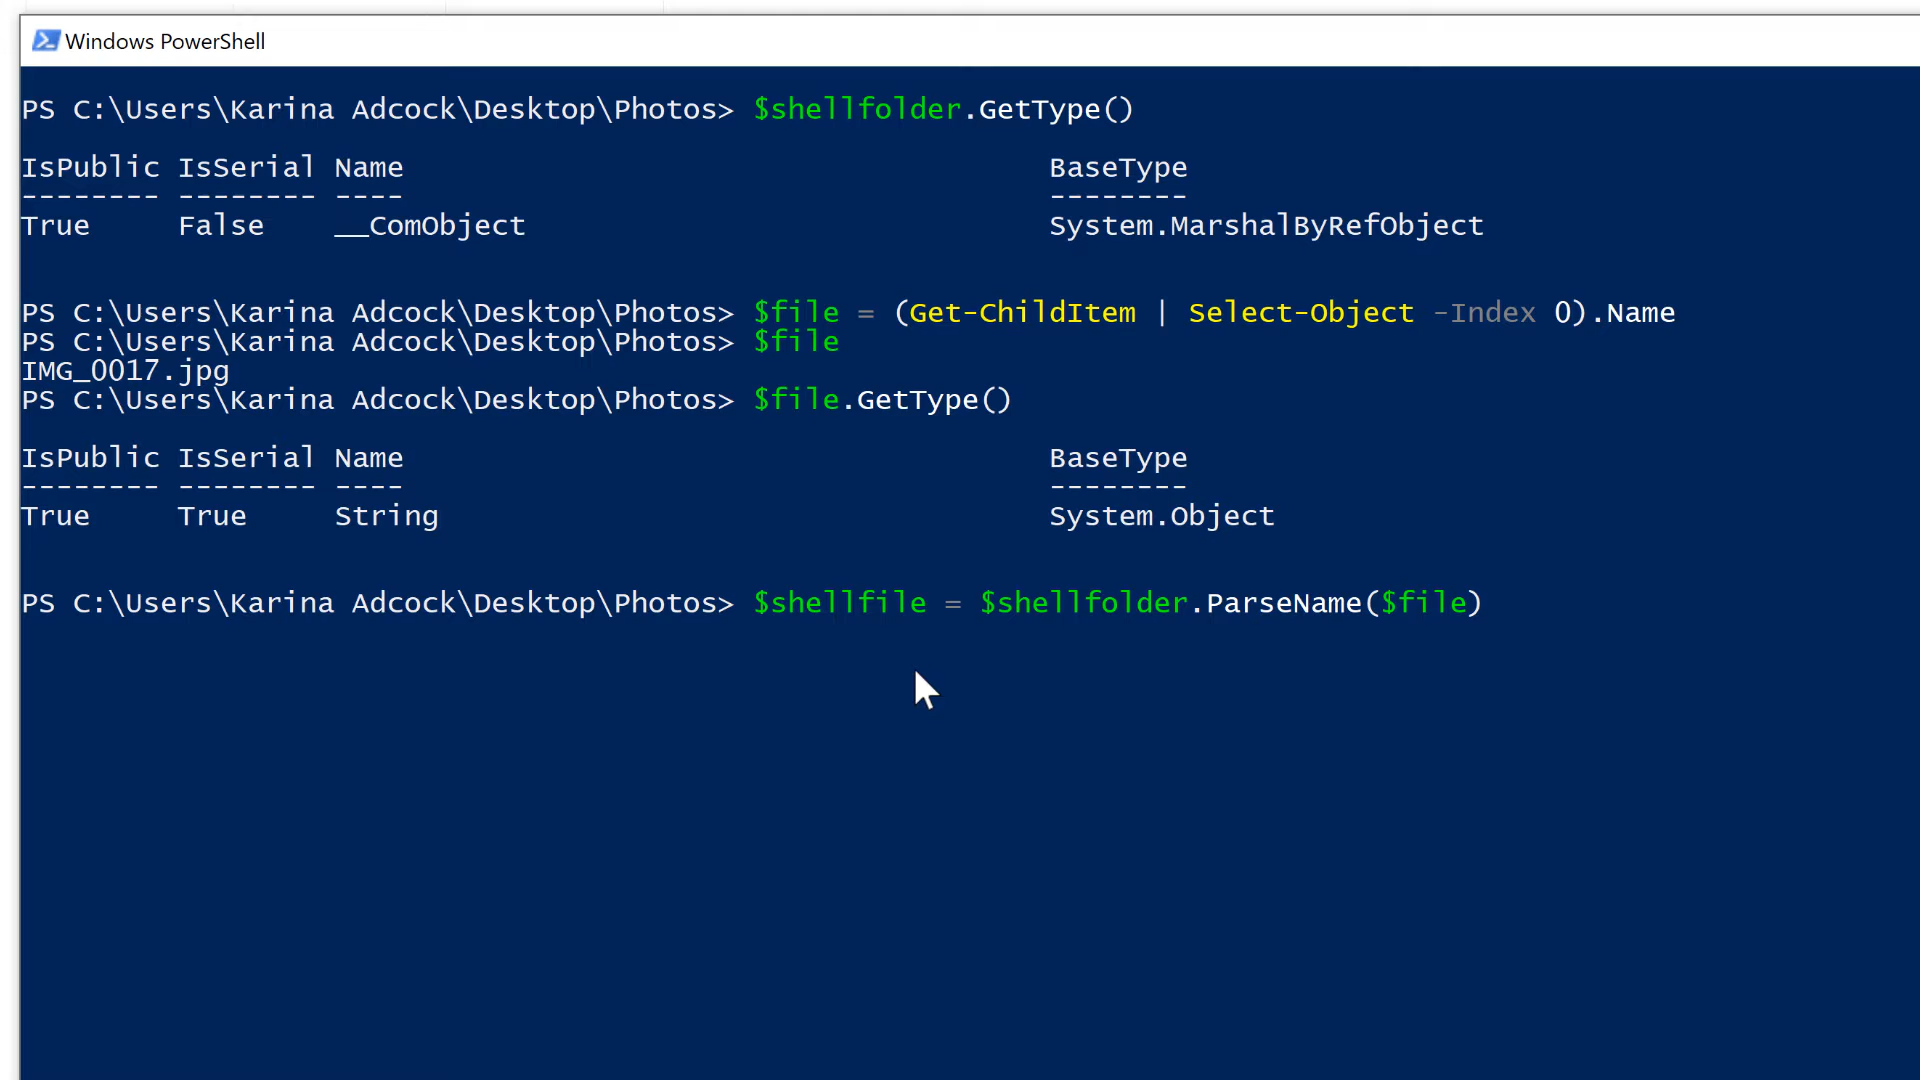 Windows PowerShell
PS C:\Users\Karina Adcock\Desktop\Photos> $shellfolder.GetType()
IsPublic IsSerial Name                                     BaseType
-------- -------- ----                                     --------
True     False    __ComObject                              System.MarshalByRefObject
PS C:\Users\Karina Adcock\Desktop\Photos> $file = (Get-ChildItem | Select-Object -Index 0).Name
PS C:\Users\Karina Adcock\Desktop\Photos> $file
IMG_0017.jpg
PS C:\Users\Karina Adcock\Desktop\Photos> $file.GetType()
IsPublic IsSerial Name                                     BaseType
-------- -------- ----                                     --------
True     True     String                                   System.Object
PS C:\Users\Karina Adcock\Desktop\Photos> $shellfile = $shellfolder.ParseName($file)